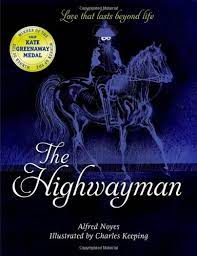 Love that lasts beyond life
WINNER OF THE
KATE
GREENAWAY
MEDAL
The
Highwayman
Alfred Noyes
Illustrated by Charles Keeping